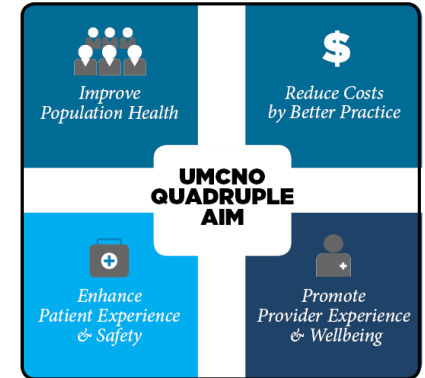 Improve
Population Health
$
Reduce Costs
by Better Practice
UMCNO
QUADRUPLE
AIM
Enhance
Patient Experience
& Safety
Promote
Provider Experience
& Wellbeing